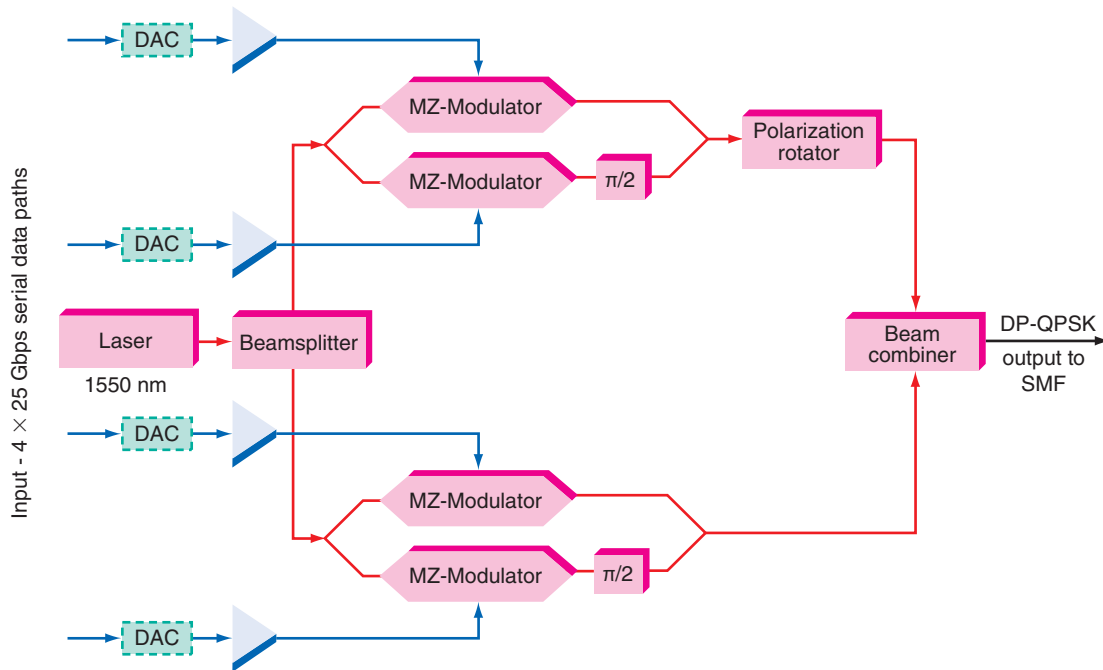 DAC
MZ-Modulator
Polarization
rotator
MZ-Modulator
π/2
DAC
Input - 4 × 25 Gbps serial data paths
Laser
1550 nm
Beamsplitter
Beam
combiner
DP-QPSK
output to
SMF
DAC
MZ-Modulator
MZ-Modulator
π/2
DAC